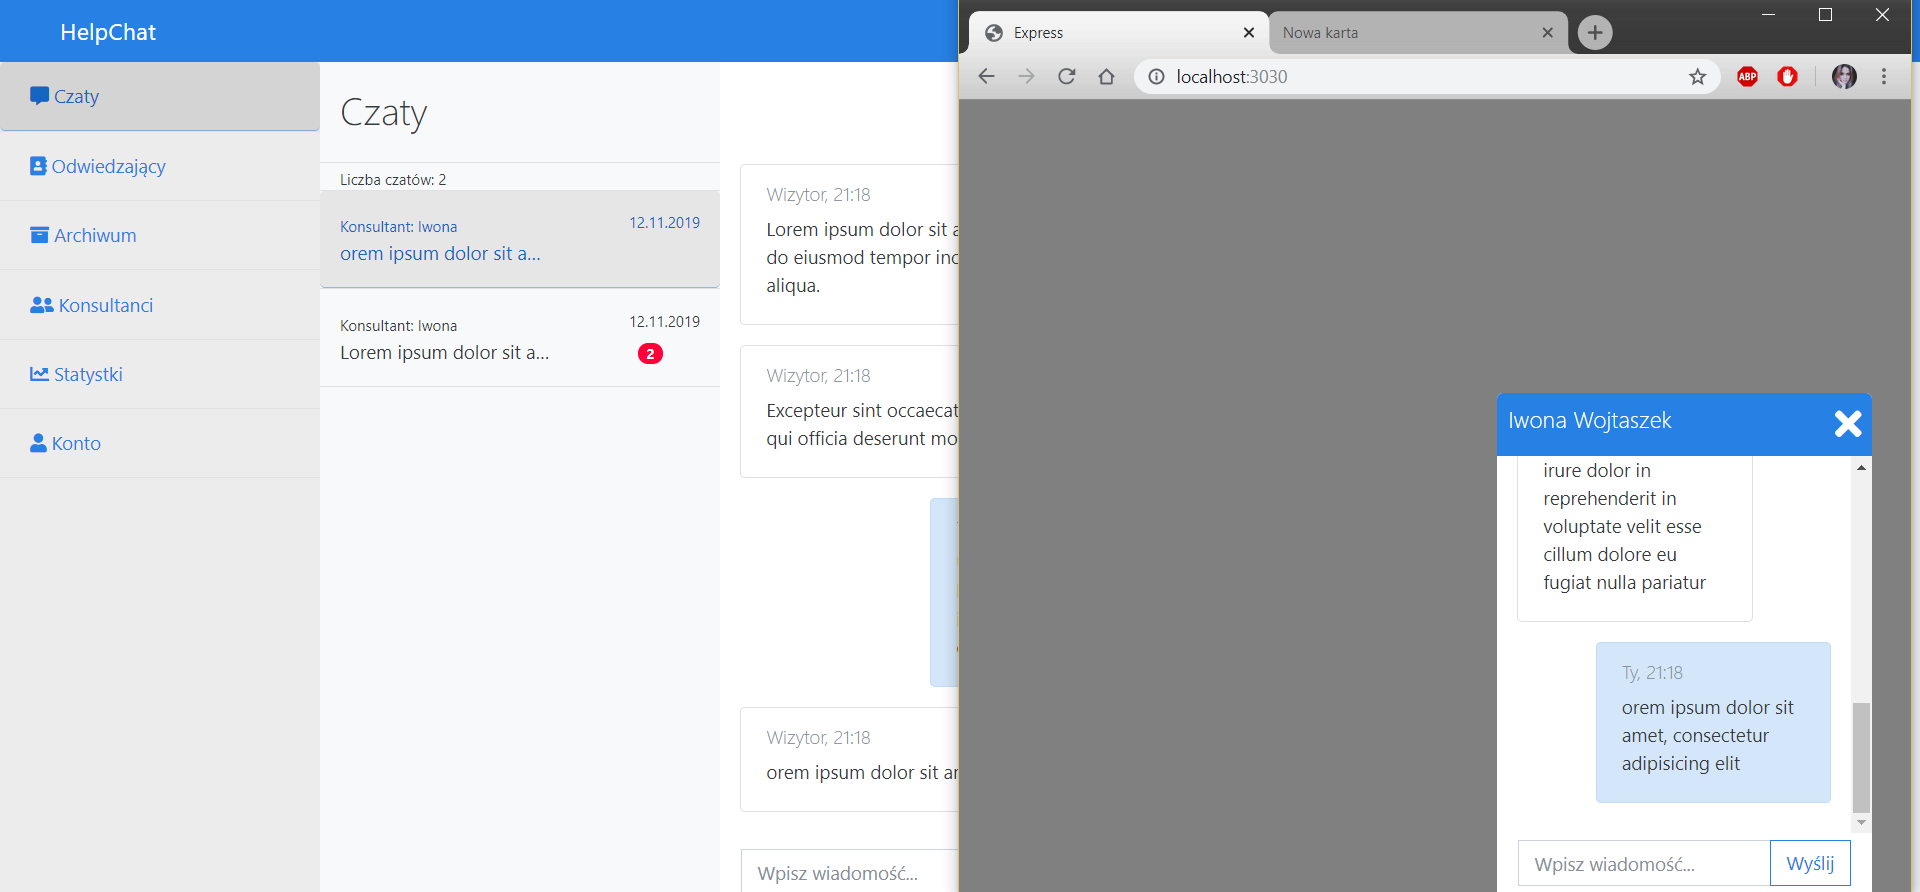 HelpChat
Czaty
Odwiedzający
Archiwum
Konsultanci
Statystki
Konto
Czaty
Liczba czatów: 2
Konsultant: Iwona
12.11.2019
orem ipsum dolor sit a...
Konsultant: Iwona
12.11.2019
Lorem ipsum dolor sit a...
2
Wizytor, 21:18
Lorem ipsum dolor sit a
do eiusmod tempor inc
aliqua.
Wizytor, 21:18
Excepteur sint occaecat
qui officia deserunt mo
Wizytor, 21:18
orem ipsum dolor sit am
Wpisz wiadomość...
Express
Nowa karta
localhost:3030
ABP
Iwona Wojtaszek
irure dolor in
reprehenderit in
voluptate velit esse
cillum dolore eu
fugiat nulla pariatur
Ty, 21:18
orem ipsum dolor sit
amet, consectetur
adipisicing elit
Wpisz wiadomość...
Wyślij